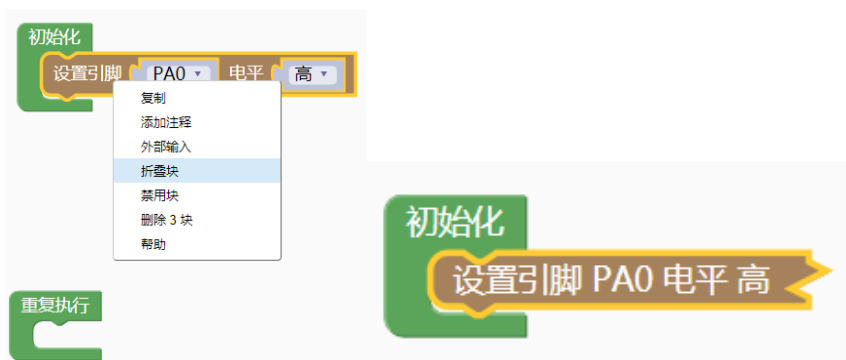 初始化
设置引脚 PA0 电平 高
复制
添加注释
外部输入
折叠块
禁用块
删除 3 块
帮助
重复执行
初始化
设置引脚 PA0 电平 高